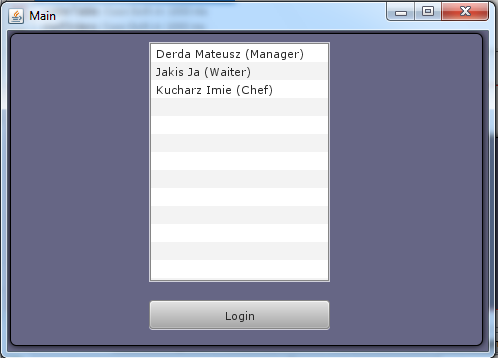 Main
Derda Mateusz (Manager)
Jakis Ja (Waiter)
Kucharz Imie (Chef)
Login